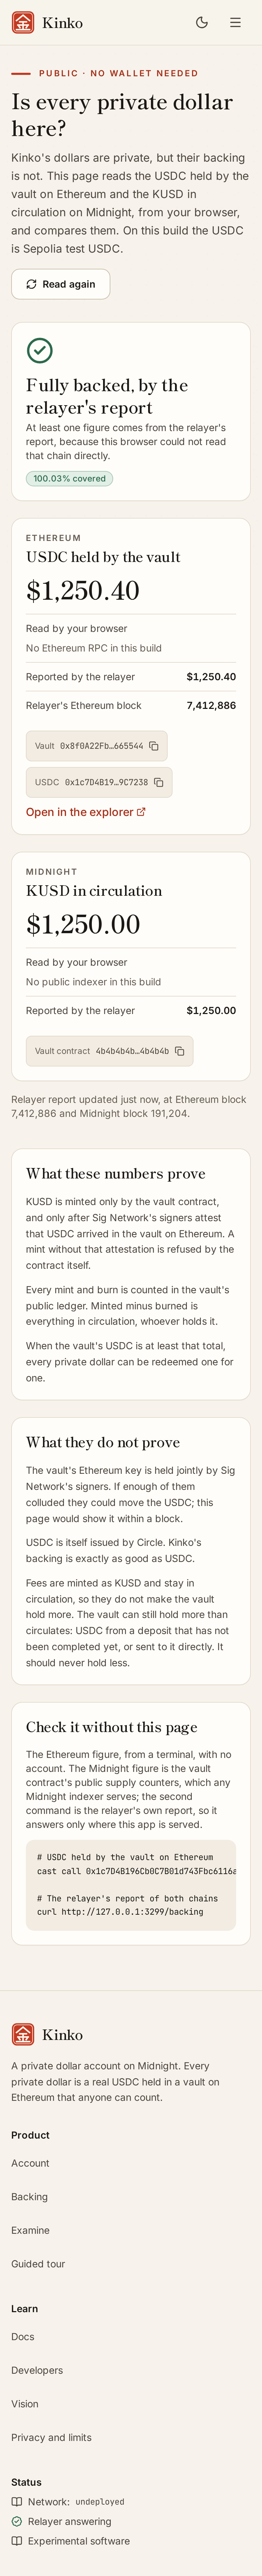 金 Kinko
PUBLIC · NO WALLET NEEDED
Is every private dollar
here?
Kinko's dollars are private, but their backing
is not. This page reads the USDC held by the
vault on Ethereum and the KUSD in
circulation on Midnight, from your browser,
and compares them. On this build the USDC
is Sepolia test USDC.
Read again
Fully backed, by the
relayer's report
At least one figure comes from the relayer's
report, because this browser could not read
that chain directly.
100.03% covered
ETHEREUM
USDC held by the vault
$1,250.40
Read by your browser
No Ethereum RPC in this build
Reported by the relayer $1,250.40
Relayer's Ethereum block 7,412,886
Vault 0x8f0A22Fb…665544
USDC 0x1c7D4B19…9C7238
Open in the explorer
MIDNIGHT
KUSD in circulation
$1,250.00
Read by your browser
No public indexer in this build
Reported by the relayer $1,250.00
Vault contract 4b4b4b4b…4b4b4b
Relayer report updated just now, at Ethereum block
7,412,886 and Midnight block 191,204.
What these numbers prove
KUSD is minted only by the vault contract,
and only after Sig Network's signers attest
that USDC arrived in the vault on Ethereum. A
mint without that attestation is refused by the
contract itself.
Every mint and burn is counted in the vault's
public ledger. Minted minus burned is
everything in circulation, whoever holds it.
When the vault's USDC is at least that total,
every private dollar can be redeemed one for
one.
What they do not prove
The vault's Ethereum key is held jointly by Sig
Network's signers. If enough of them
colluded they could move the USDC; this
page would show it within a block.
USDC is itself issued by Circle. Kinko's
backing is exactly as good as USDC.
Fees are minted as KUSD and stay in
circulation, so they do not make the vault
hold more. The vault can still hold more than
circulates: USDC from a deposit that has not
been completed yet, or sent to it directly. It
should never hold less.
Check it without this page
The Ethereum figure, from a terminal, with no
account. The Midnight figure is the vault
contract's public supply counters, which any
Midnight indexer serves; the second
command is the relayer's own report, so it
answers only where this app is served.
# USDC held by the vault on Ethereum
cast call 0x1c7D4B196Cb0C7B01d743Fbc6116a
# The relayer's report of both chains
curl http://127.0.0.1:3299/backing
金 Kinko
A private dollar account on Midnight. Every
private dollar is a real USDC held in a vault on
Ethereum that anyone can count.
Product
Account
Backing
Examine
Guided tour
Learn
Docs
Developers
Vision
Privacy and limits
Status
Network: undeployed
Relayer answering
Experimental software